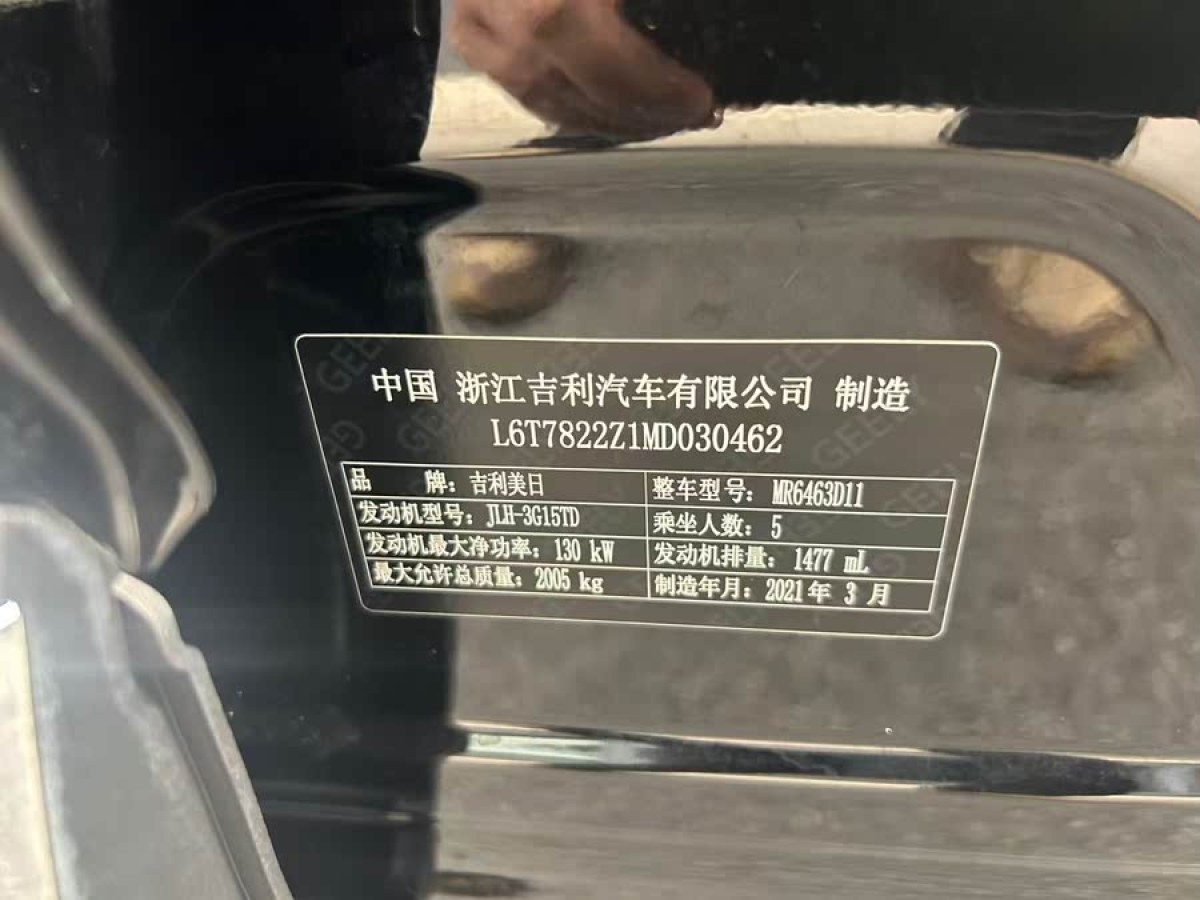 中国 浙江吉利汽车有限公司 制造
L6T7822Z1MD030462
品 牌：吉利美日 整车型号：MR6463D11
发动机型号：JLH-3G15TD 乘坐人数：5
发动机最大净功率：130 kW 发动机排量：1477 mL
最大允许总质量：2005 kg 制造年月：2021 年 3 月